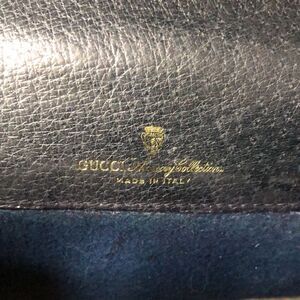 GUCCI Accessory Collection
MADE IN ITALY